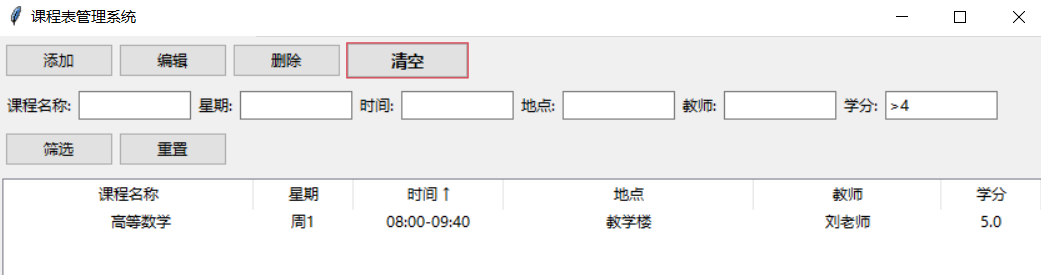 课程表管理系统
添加 编辑 删除 清空
课程名称: 星期: 时间: 地点: 教师: 学分: >4
筛选 重置
课程名称 星期 时间↑ 地点 教师 学分
高等数学 周1 08:00-09:40 教学楼 刘老师 5.0